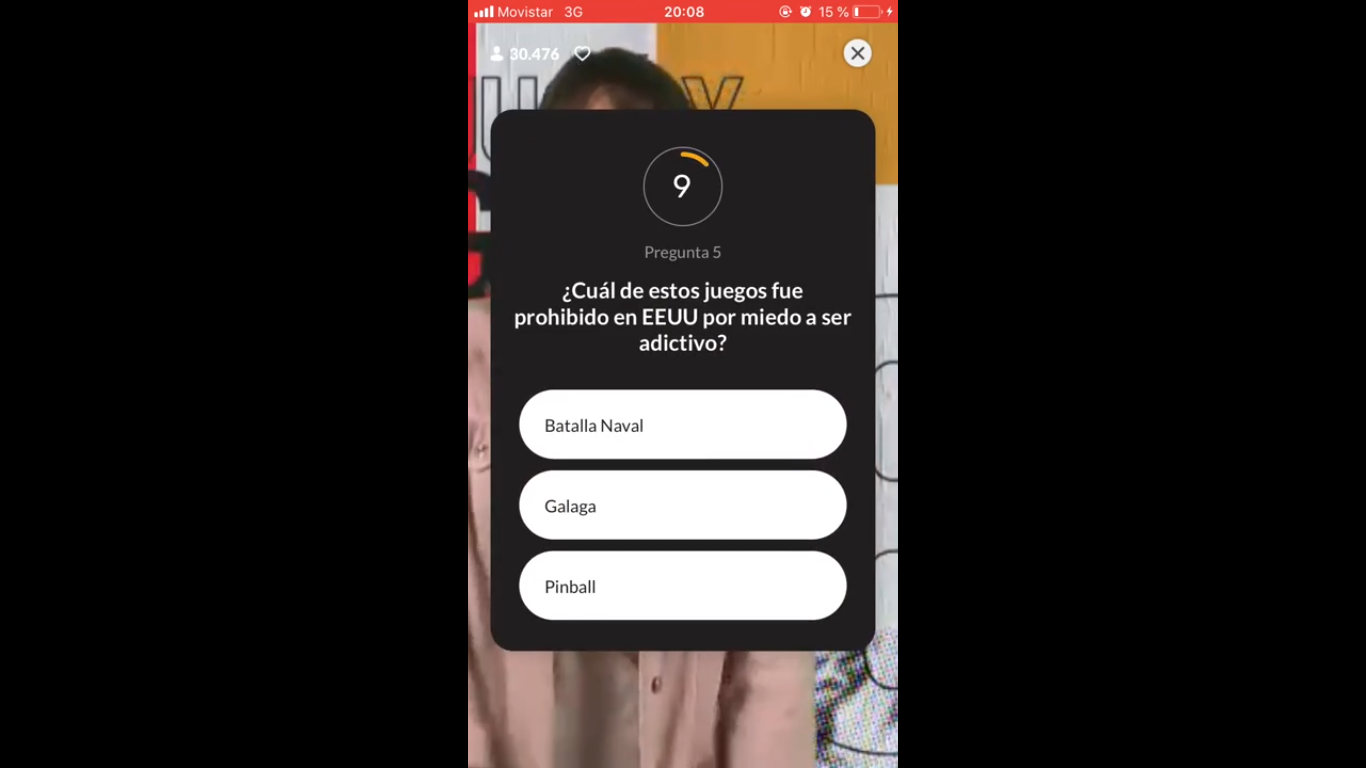 Movistar 3G 20:08 15 %
30.476
9
Pregunta 5
¿Cuál de estos juegos fue
prohibido en EEUU por miedo a ser
adictivo?
Batalla Naval
Galaga
Pinball